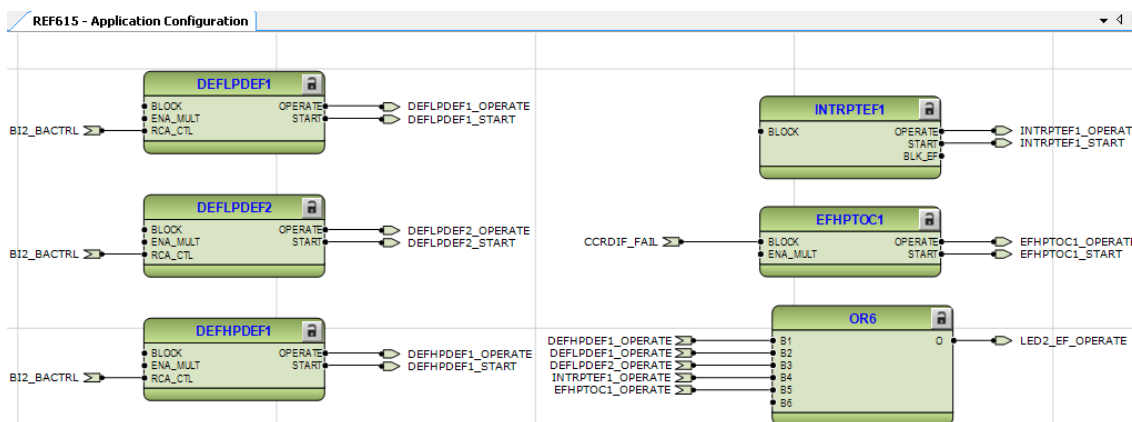 REF615 - Application Configuration
DEFLPDEF1
BLOCK
ENA_MULT
RCA_CTL
OPERATE
START
BI2_BACTRL
DEFLPDEF1_OPERATE
DEFLPDEF1_START
DEFLPDEF2
BLOCK
ENA_MULT
RCA_CTL
OPERATE
START
BI2_BACTRL
DEFLPDEF2_OPERATE
DEFLPDEF2_START
DEFHPDEF1
BLOCK
ENA_MULT
RCA_CTL
OPERATE
START
BI2_BACTRL
DEFHPDEF1_OPERATE
DEFHPDEF1_START
INTRPTEF1
BLOCK
OPERATE
START
BLK_EF
INTRPTEF1_OPERAT
INTRPTEF1_START
EFHPTOC1
CCRDIF_FAIL
BLOCK
ENA_MULT
OPERATE
START
EFHPTOC1_OPERATE
EFHPTOC1_START
OR6
DEFHPDEF1_OPERATE
DEFLPDEF1_OPERATE
DEFLPDEF2_OPERATE
INTRPTEF1_OPERATE
EFHPTOC1_OPERATE
B1
B2
B3
B4
B5
B6
O
LED2_EF_OPERATE